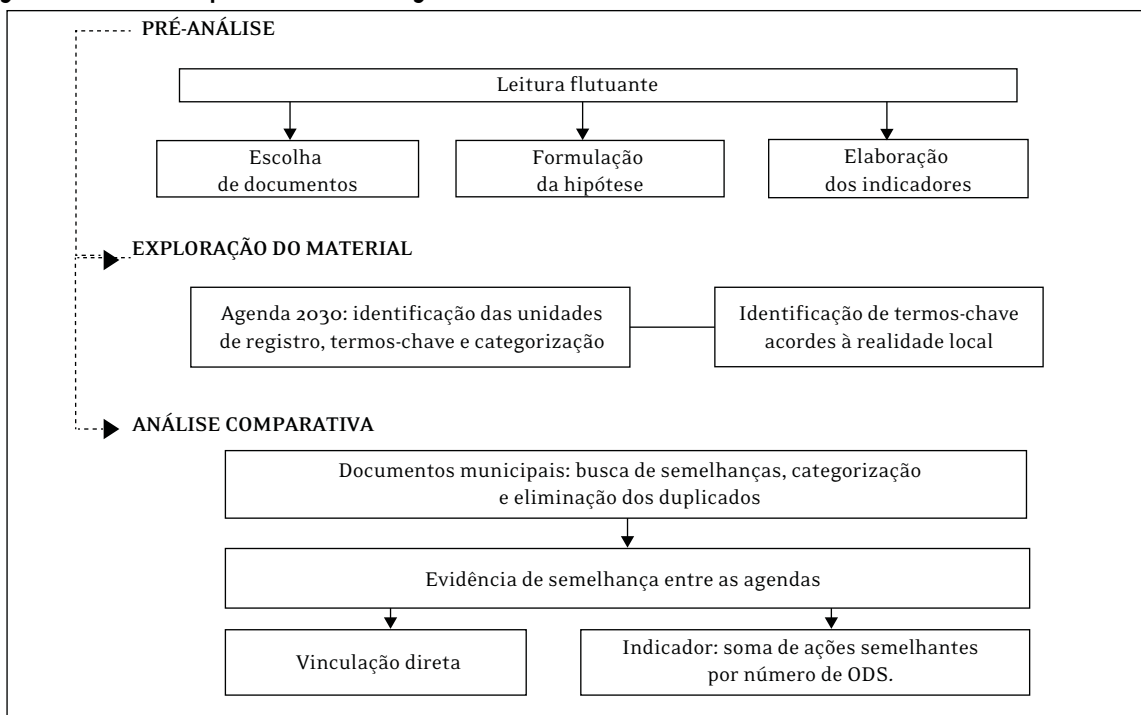 PRÉ-ANÁLISE
Leitura flutuante
Escolha
de documentos
Formulação
da hipótese
Elaboração
dos indicadores
EXPLORAÇÃO DO MATERIAL
Agenda 2030: identificação das unidades
de registro, termos-chave e categorização
Identificação de termos-chave
acordes à realidade local
ANÁLISE COMPARATIVA
Documentos municipais: busca de semelhanças, categorização
e eliminação dos duplicados
Evidência de semelhança entre as agendas
Vinculação direta
Indicador: soma de ações semelhantes
por número de ODS.